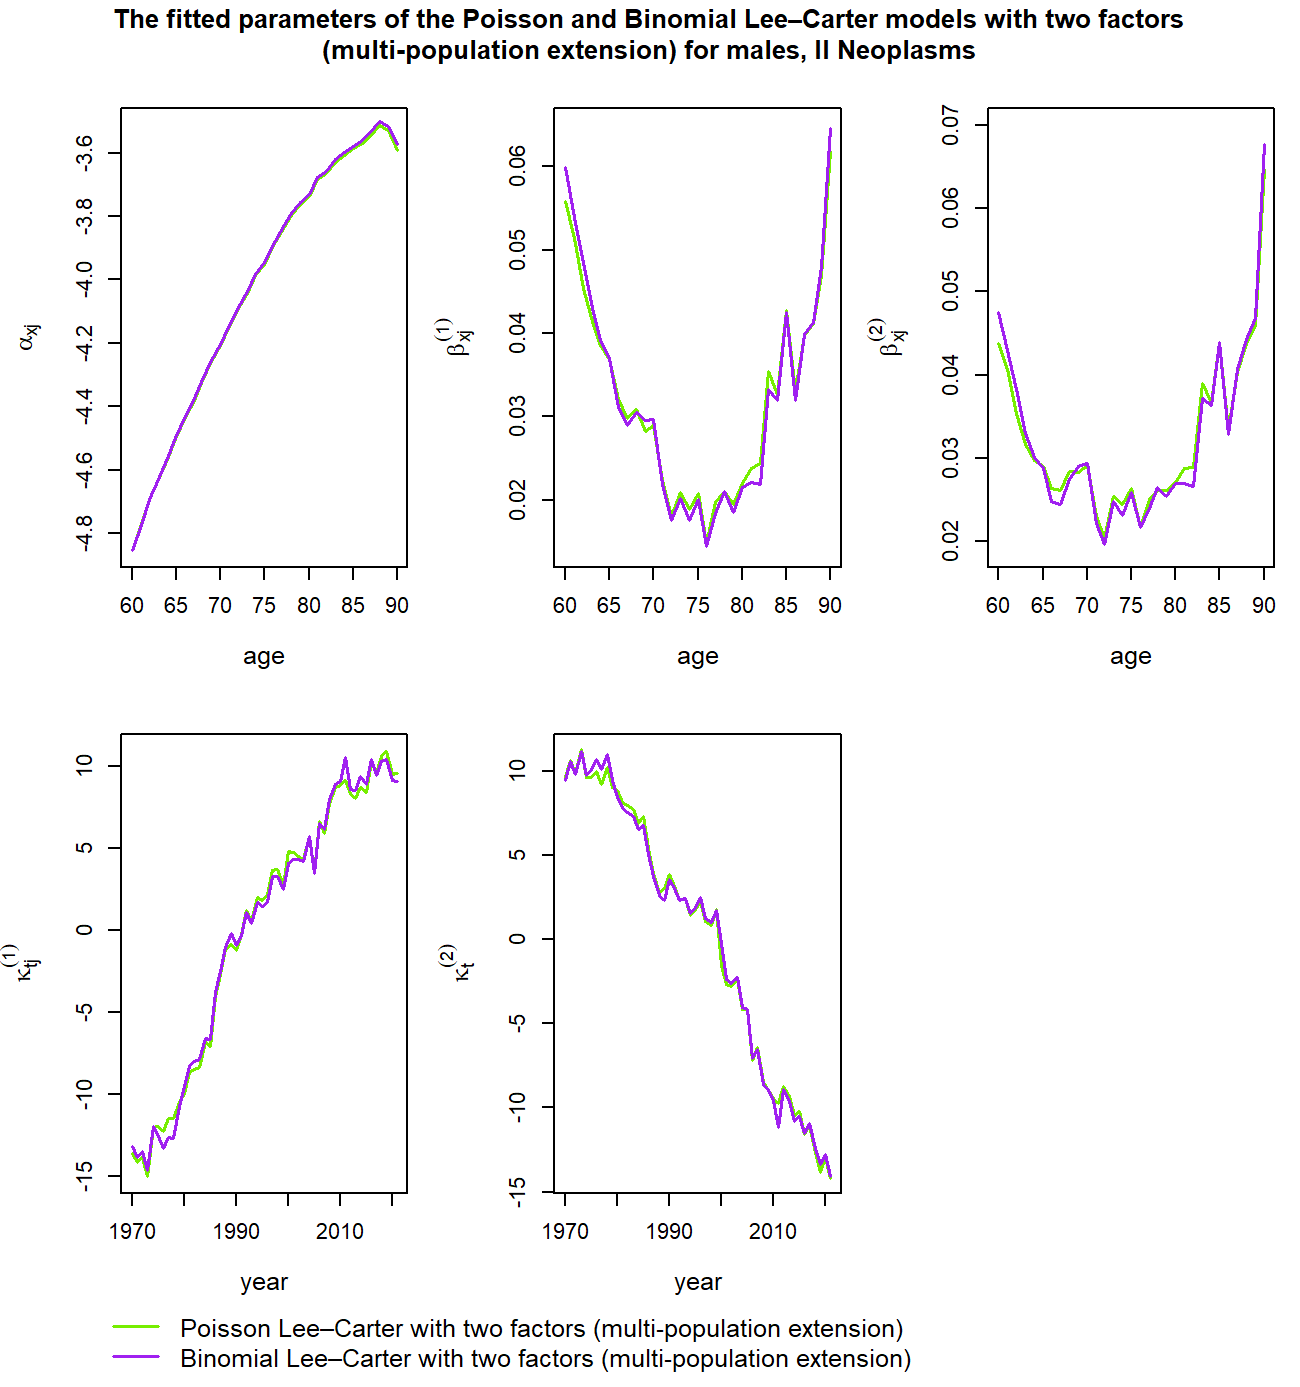 The fitted parameters of the Poisson and Binomial Lee–Carter models with two factors
(multi-population extension) for males, II Neoplasms
αxj
-3.6
-3.8
-4.0
-4.2
-4.4
-4.6
-4.8
60 65 70 75 80 85 90
age
βxj(1)
0.06
0.05
0.04
0.03
0.02
60 65 70 75 80 85 90
age
βxj(2)
0.07
0.06
0.05
0.04
0.03
0.02
60 65 70 75 80 85 90
age
κtj(1)
10
5
0
-5
-10
-15
1970 1990 2010
year
κt(2)
10
5
0
-5
-10
-15
1970 1990 2010
year
Poisson Lee–Carter with two factors (multi-population extension)
Binomial Lee–Carter with two factors (multi-population extension)